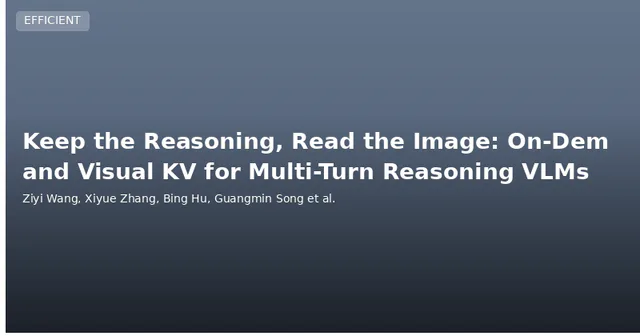 EFFICIENT
Keep the Reasoning, Read the Image: On-Dem
and Visual KV for Multi-Turn Reasoning VLMs
Ziyi Wang, Xiyue Zhang, Bing Hu, Guangmin Song et al.